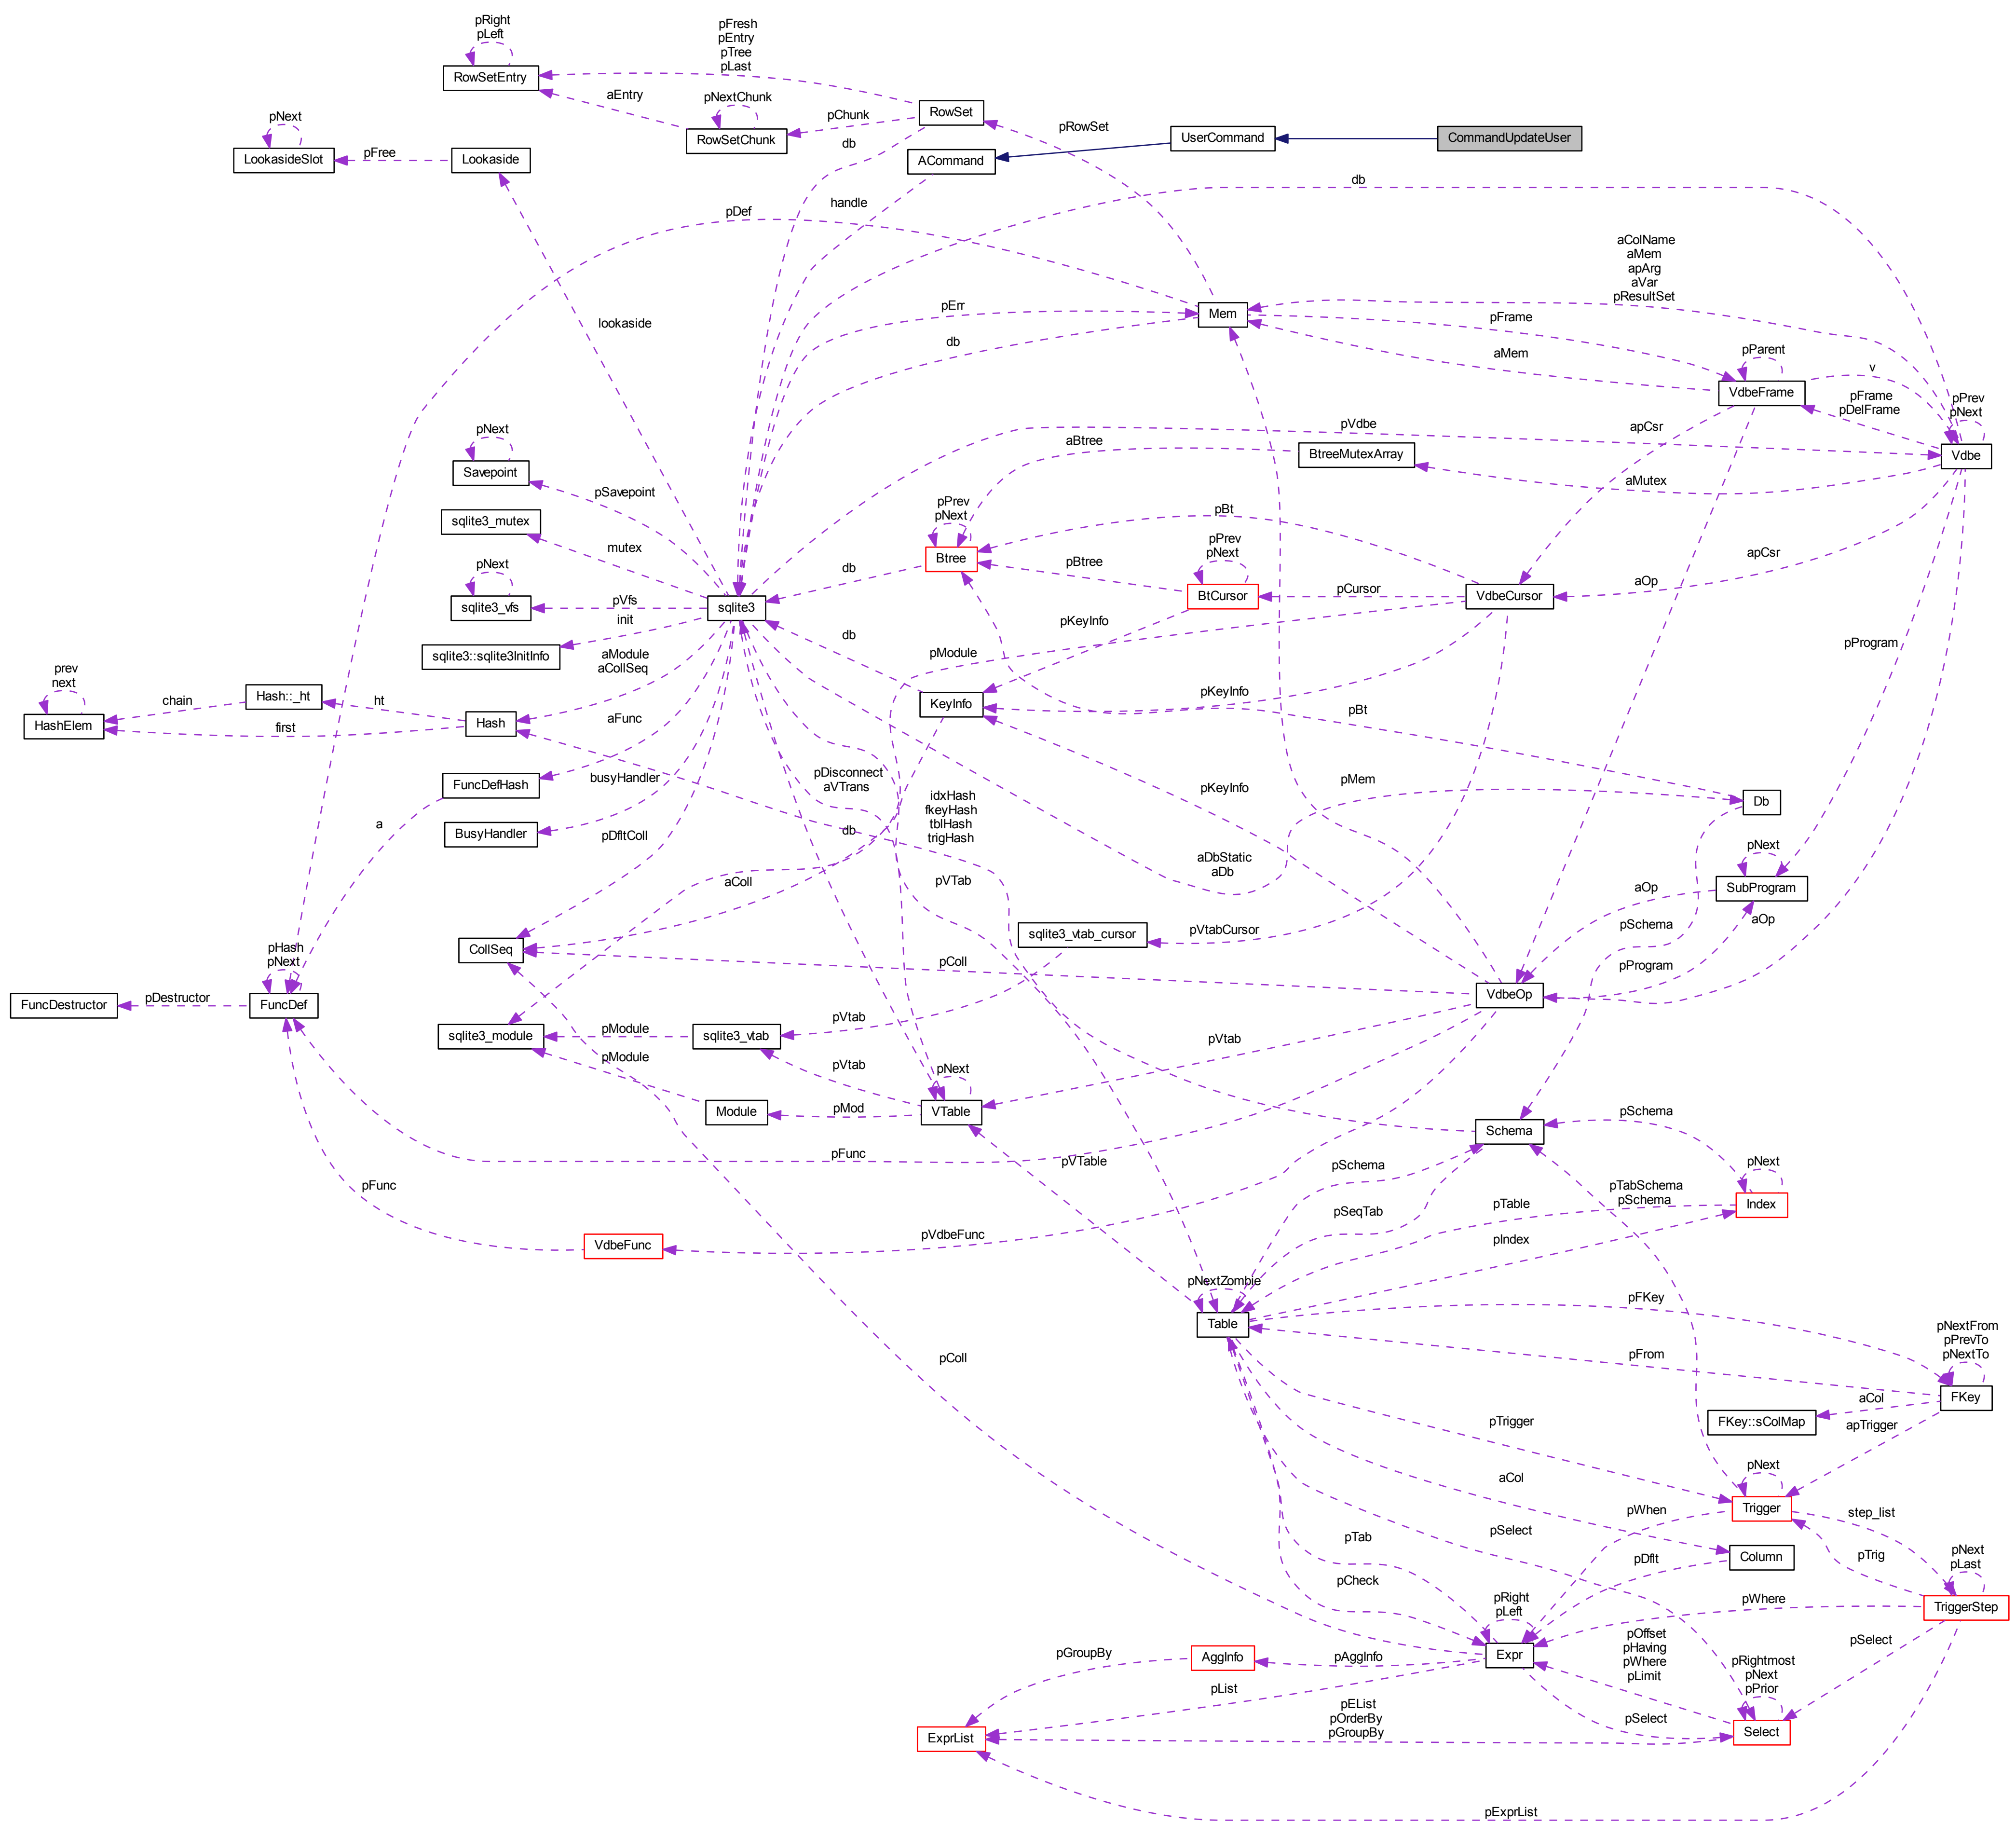 pRight
pLeft
pFresh
pEntry
pTree
pLast
RowSetEntry
aEntry
pNextChunk
RowSet
pNext
pChunk
pRowSet
RowSetChunk
db
UserCommand
CommandUpdateUser
LookasideSlot
pFree
Lookaside
ACommand
db
handle
pDef
aColName
aMem
apArg
aVar
pResultSet
lookaside
pErr
Mem
pFrame
db
aMem
pParent
v
VdbeFrame
pFrame
pDelFrame
pPrev
pNext
pNext
pVdbe
apCsr
aBtree
BtreeMutexArray
Vdbe
Savepoint
pSavepoint
aMutex
pPrev
pNext
sqlite3_mutex
pBt
mutex
pPrev
pNext
Btree
pBtree
apCsr
pNext
db
aOp
sqlite3_vfs
pVfs
sqlite3
BtCursor
pCursor
VdbeCursor
init
pKeyInfo
db
pProgram
sqlite3::sqlite3InitInfo
aModule
aCollSeq
pModule
prev
next
Hash::_ht
chain
ht
pKeyInfo
KeyInfo
HashElem
first
Hash
pBt
aFunc
pDisconnect
aVTrans
FuncDefHash
busyHandler
idxHash
fkeyHash
tblHash
trigHash
pKeyInfo
pMem
Db
a
BusyHandler
pDfltColl
db
pNext
aDbStatic
aDb
aColl
pVTab
SubProgram
aOp
aOp
pSchema
sqlite3_vtab_cursor
pVtabCursor
pHash
pNext
CollSeq
pColl
pProgram
FuncDestructor
pDestructor
FuncDef
VdbeOp
pVtab
sqlite3_module
pModule
sqlite3_vtab
pVtab
pModule
pVtab
pNext
Module
pMod
VTable
pSchema
Schema
pFunc
pVTable
pSchema
pNext
pFunc
pTabSchema
pSchema
pSeqTab
pTable
Index
pVdbeFunc
VdbeFunc
pIndex
pNextZombie
pFKey
Table
pNextFrom
pPrevTo
pNextTo
pFrom
pColl
aCol
FKey
FKey::sColMap
pTrigger
apTrigger
pNext
aCol
Trigger
pWhen
step_list
pSelect
pTab
pDflt
Column
pTrig
pNext
pLast
pCheck
pRight
pLeft
pWhere
TriggerStep
pOffset
pHaving
pWhere
pLimit
pSelect
pGroupBy
AggInfo
pAggInfo
Expr
pRightmost
pNext
pPrior
pList
pEList
pOrderBy
pGroupBy
pSelect
ExprList
Select
pExprList